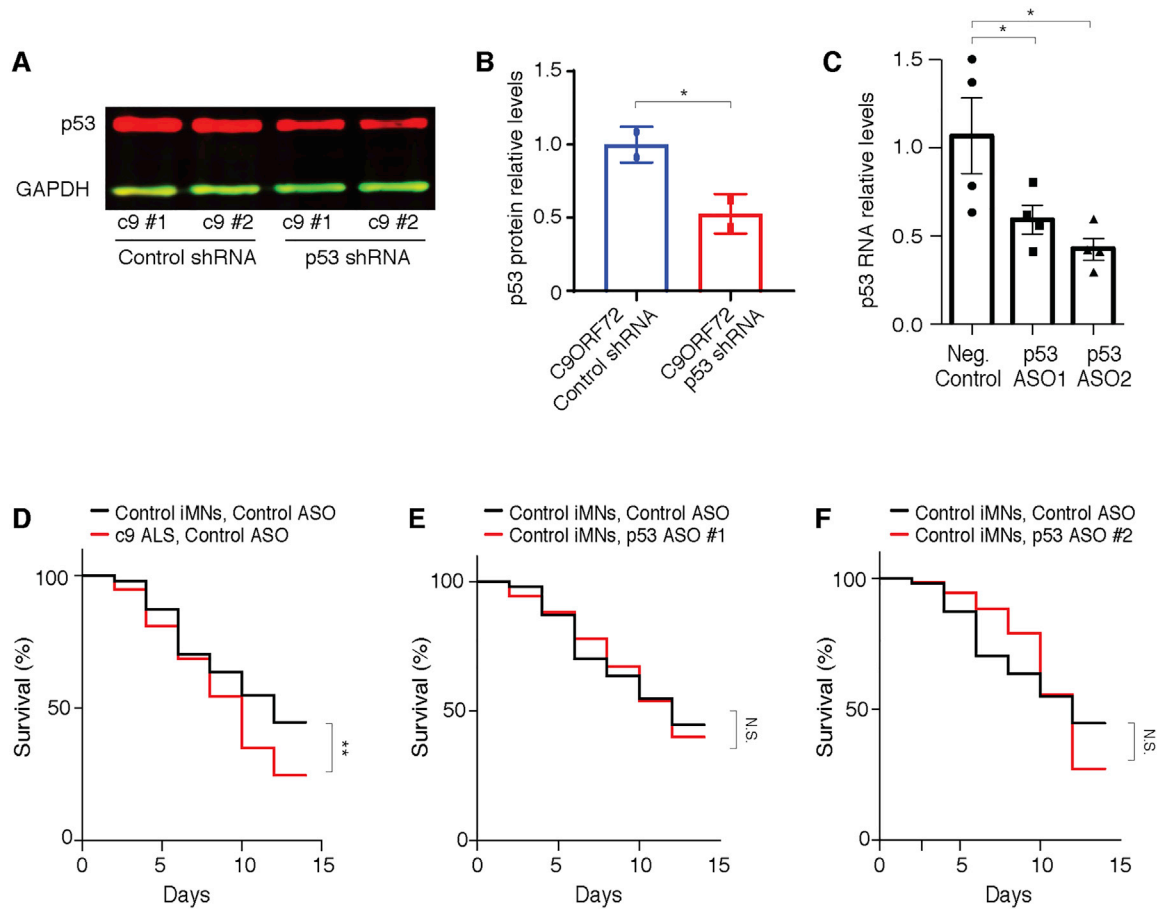 A
p53
GAPDH
c9 #1 c9 #2 c9 #1 c9 #2
Control shRNA p53 shRNA
B
p53 protein relative levels
1.5
1.0
0.5
0
*
C9ORF72
Control shRNA
C9ORF72
p53 shRNA
C
p53 RNA relative levels
1.5
1.0
0.5
0.0
*
*
Neg.
Control
p53
ASO1
p53
ASO2
D
Control iMNs, Control ASO
c9 ALS, Control ASO
Survival (%)
100
50
0
0 5 10 15
Days
**
E
Control iMNs, Control ASO
Control iMNs, p53 ASO #1
Survival (%)
100
50
0
0 5 10 15
Days
N.S.
F
Control iMNs, Control ASO
Control iMNs, p53 ASO #2
Survival (%)
100
50
0
0 5 10 15
Days
N.S.